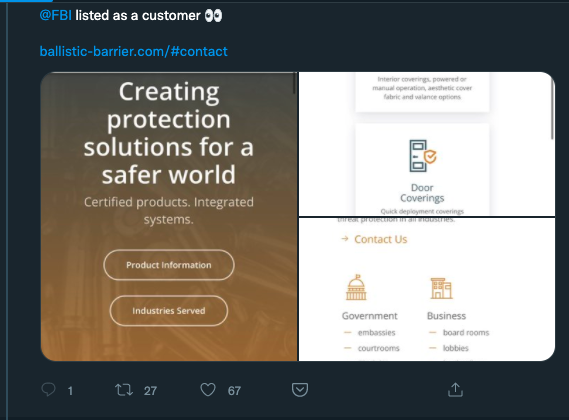 @FBI listed as a customer 👀
ballistic-barrier.com/#contact
Creating
protection
solutions for a
safer world
Certified products. Integrated
systems.
Product Information
Industries Served
Interior coverings, powered or
manual operation, aesthetic cover
fabric and valance options
Door
Coverings
Quick deployment coverings
threat protection in all industries.
→ Contact Us
Government
— embassies
— courtrooms
Business
— board rooms
— lobbies
1
27
67